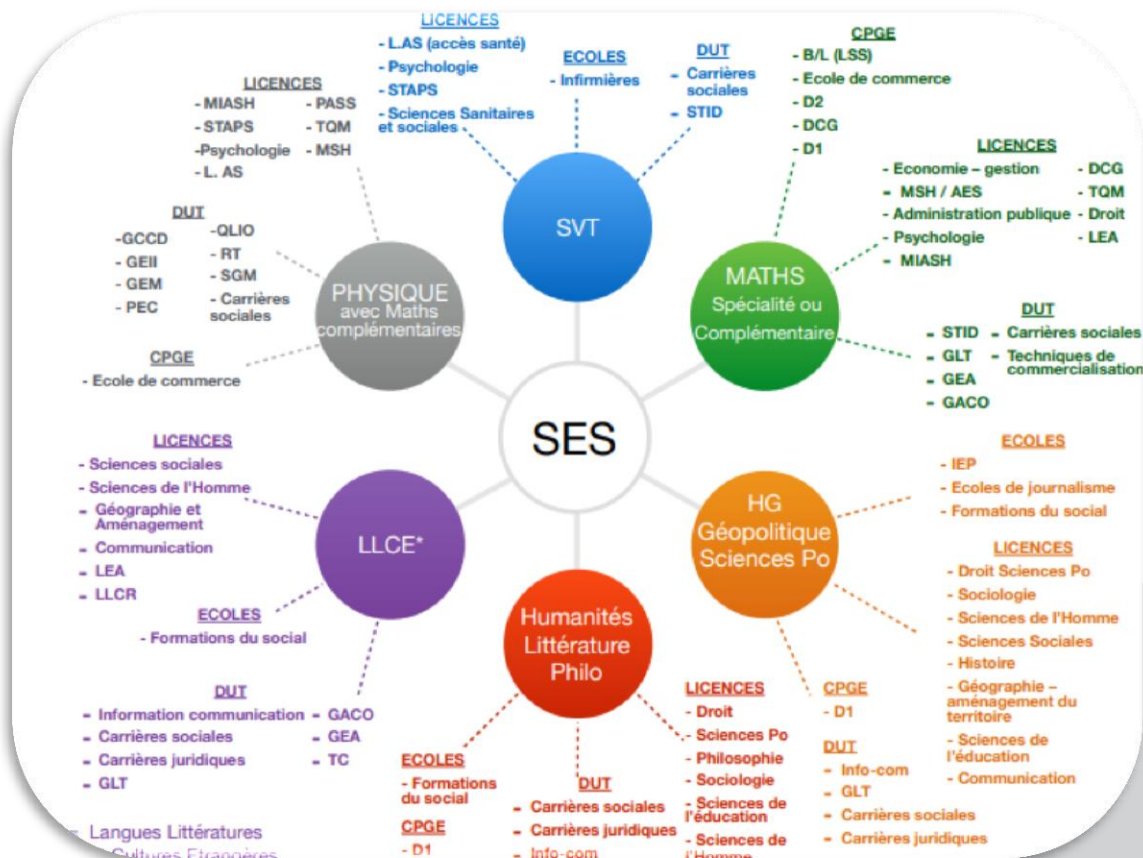 LICENCES
- L.AS (accès santé)
- Psychologie
- STAPS
- Sciences Sanitaires
et sociales
ECOLES
- Infirmières
DUT
- Carrières
sociales
- STID
SVT
CPGE
- B/L (LSS)
- Ecole de commerce
- D2
- DCG
- D1
LICENCES
- Economie – gestion
- MSH / AES
- Administration publique
- Psychologie
- MIASH
- DCG
- TQM
- Droit
- LEA
DUT
- STID
- GLT
- GEA
- GACO
- Carrières sociales
- Techniques de
commercialisation
MATHS
Spécialité ou
Complémentaire
LICENCES
- MIASH
- STAPS
-Psychologie
- L. AS
- PASS
- TQM
- MSH
DUT
-GCCD
- GEII
- GEM
- PEC
-QLIO
- RT
- SGM
- Carrières
sociales
CPGE
- Ecole de commerce
PHYSIQUE
avec Maths
complémentaires
SES
LICENCES
- Sciences sociales
- Sciences de l'Homme
- Géographie et
Aménagement
- Communication
- LEA
- LLCR
ECOLES
- Formations du social
DUT
- Information communication
- Carrières sociales
- Carrières juridiques
- GLT
- GACO
- GEA
- TC
LLCE*
Humanités
Littérature
Philo
ECOLES
- Formations
du social
CPGE
- D1
DUT
- Carrières sociales
- Carrières juridiques
- Info-com
LICENCES
- Droit
- Sciences Po
- Philosophie
- Sociologie
- Sciences de
l'éducation
- Sciences de
l'Homme
HG
Géopolitique
Sciences Po
ECOLES
- IEP
- Ecoles de journalisme
- Formations du social
LICENCES
- Droit Sciences Po
- Sociologie
- Sciences de l'Homme
- Sciences Sociales
- Histoire
- Géographie –
aménagement du
territoire
- Sciences de
l'éducation
- Communication
CPGE
- D1
DUT
- Info-com
- GLT
- Carrières sociales
- Carrières juridiques
Langues Littératures
Cultures Etrangères